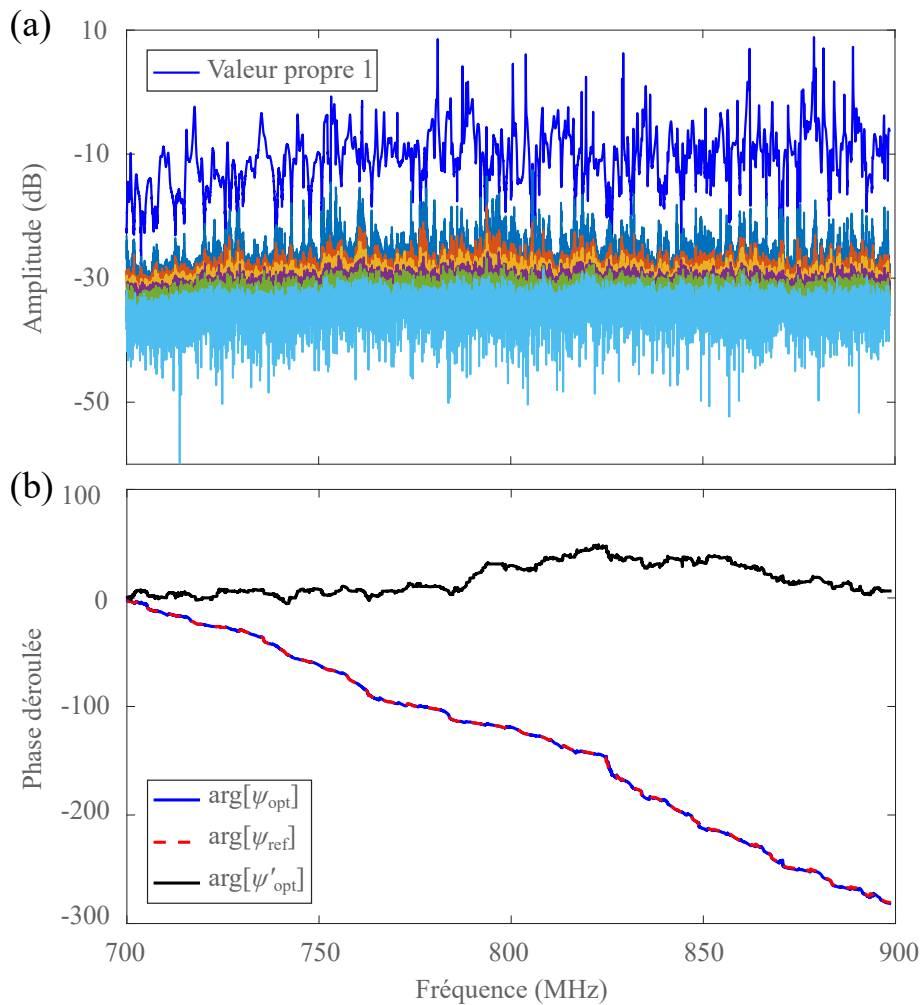 (a)
10
-10
-30
-50
Amplitude (dB)
Valeur propre 1
(b)
100
0
-100
-200
-300
Phase déroulée
arg[ψopt]
arg[ψref]
arg[ψ′opt]
700
750
800
850
900
Fréquence (MHz)